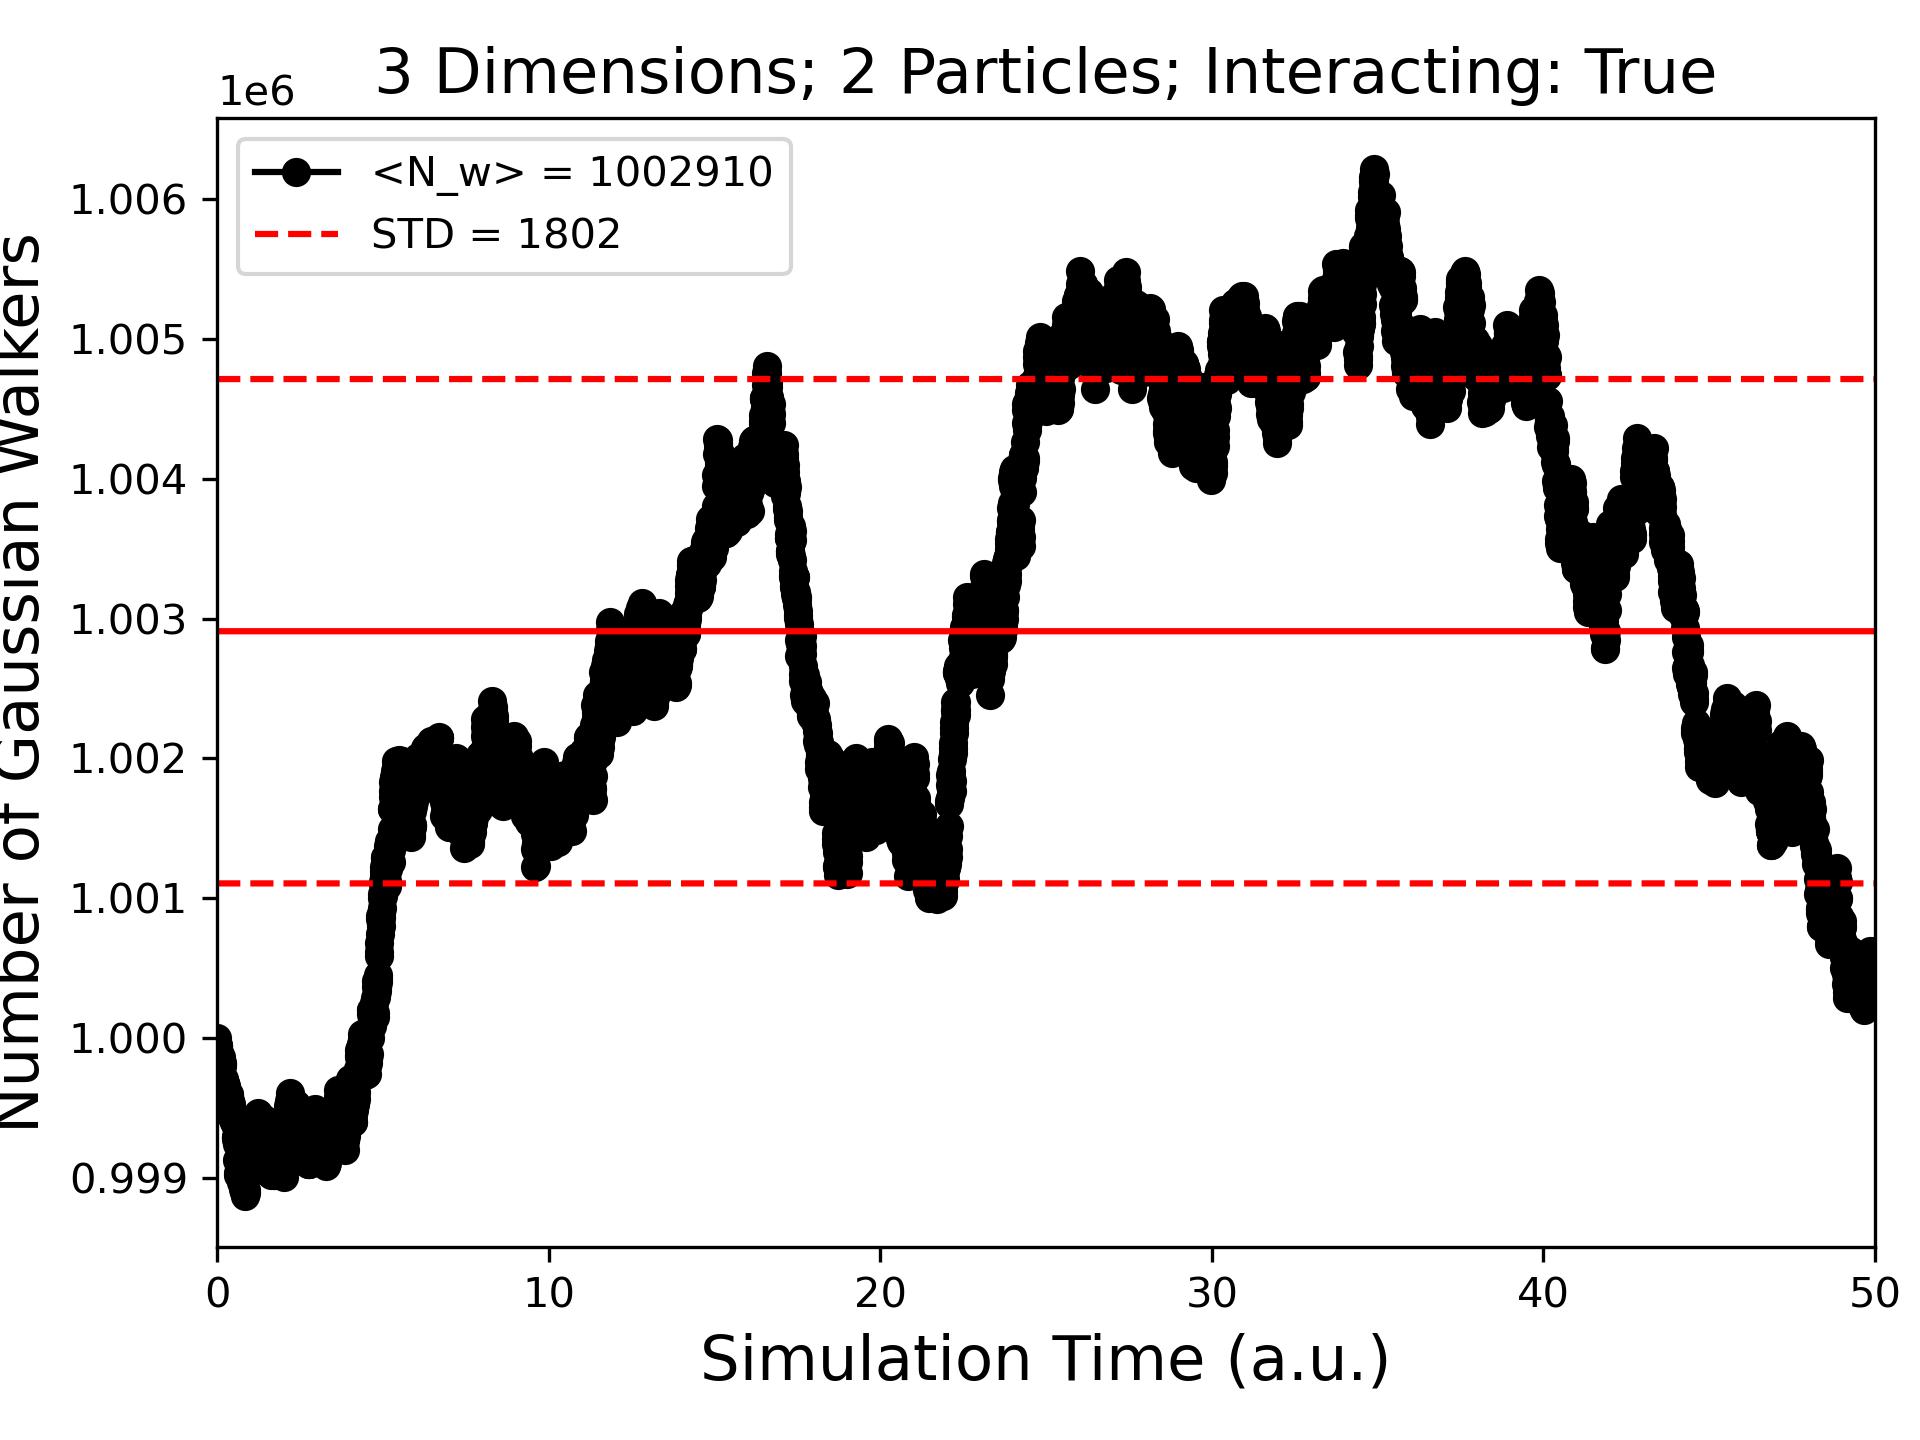 3 Dimensions; 2 Particles; Interacting: True
1e6
<N_w> = 1002910
STD = 1802
Number of Gaussian Walkers
1.006
1.005
1.004
1.003
1.002
1.001
1.000
0.999
0 10 20 30 40 50
Simulation Time (a.u.)